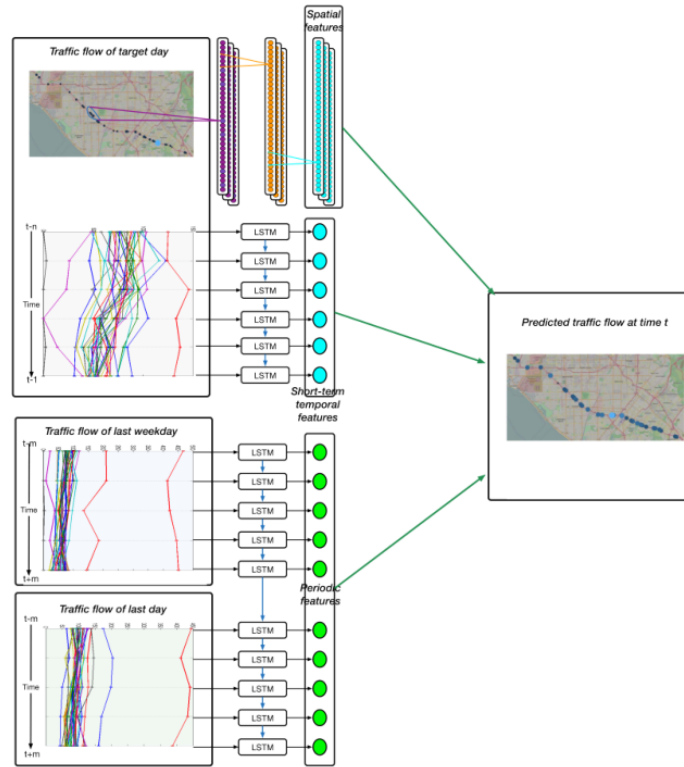 Spatial
features
Traffic flow of target day
t-n
LSTM
LSTM
LSTM
Time
LSTM
LSTM
t-1
LSTM
Short-term
temporal
features
Predicted traffic flow at time t
Traffic flow of last weekday
t-m
LSTM
LSTM
Time
LSTM
LSTM
t+m
LSTM
Periodic
features
Traffic flow of last day
t-m
LSTM
LSTM
Time
LSTM
LSTM
t+m
LSTM